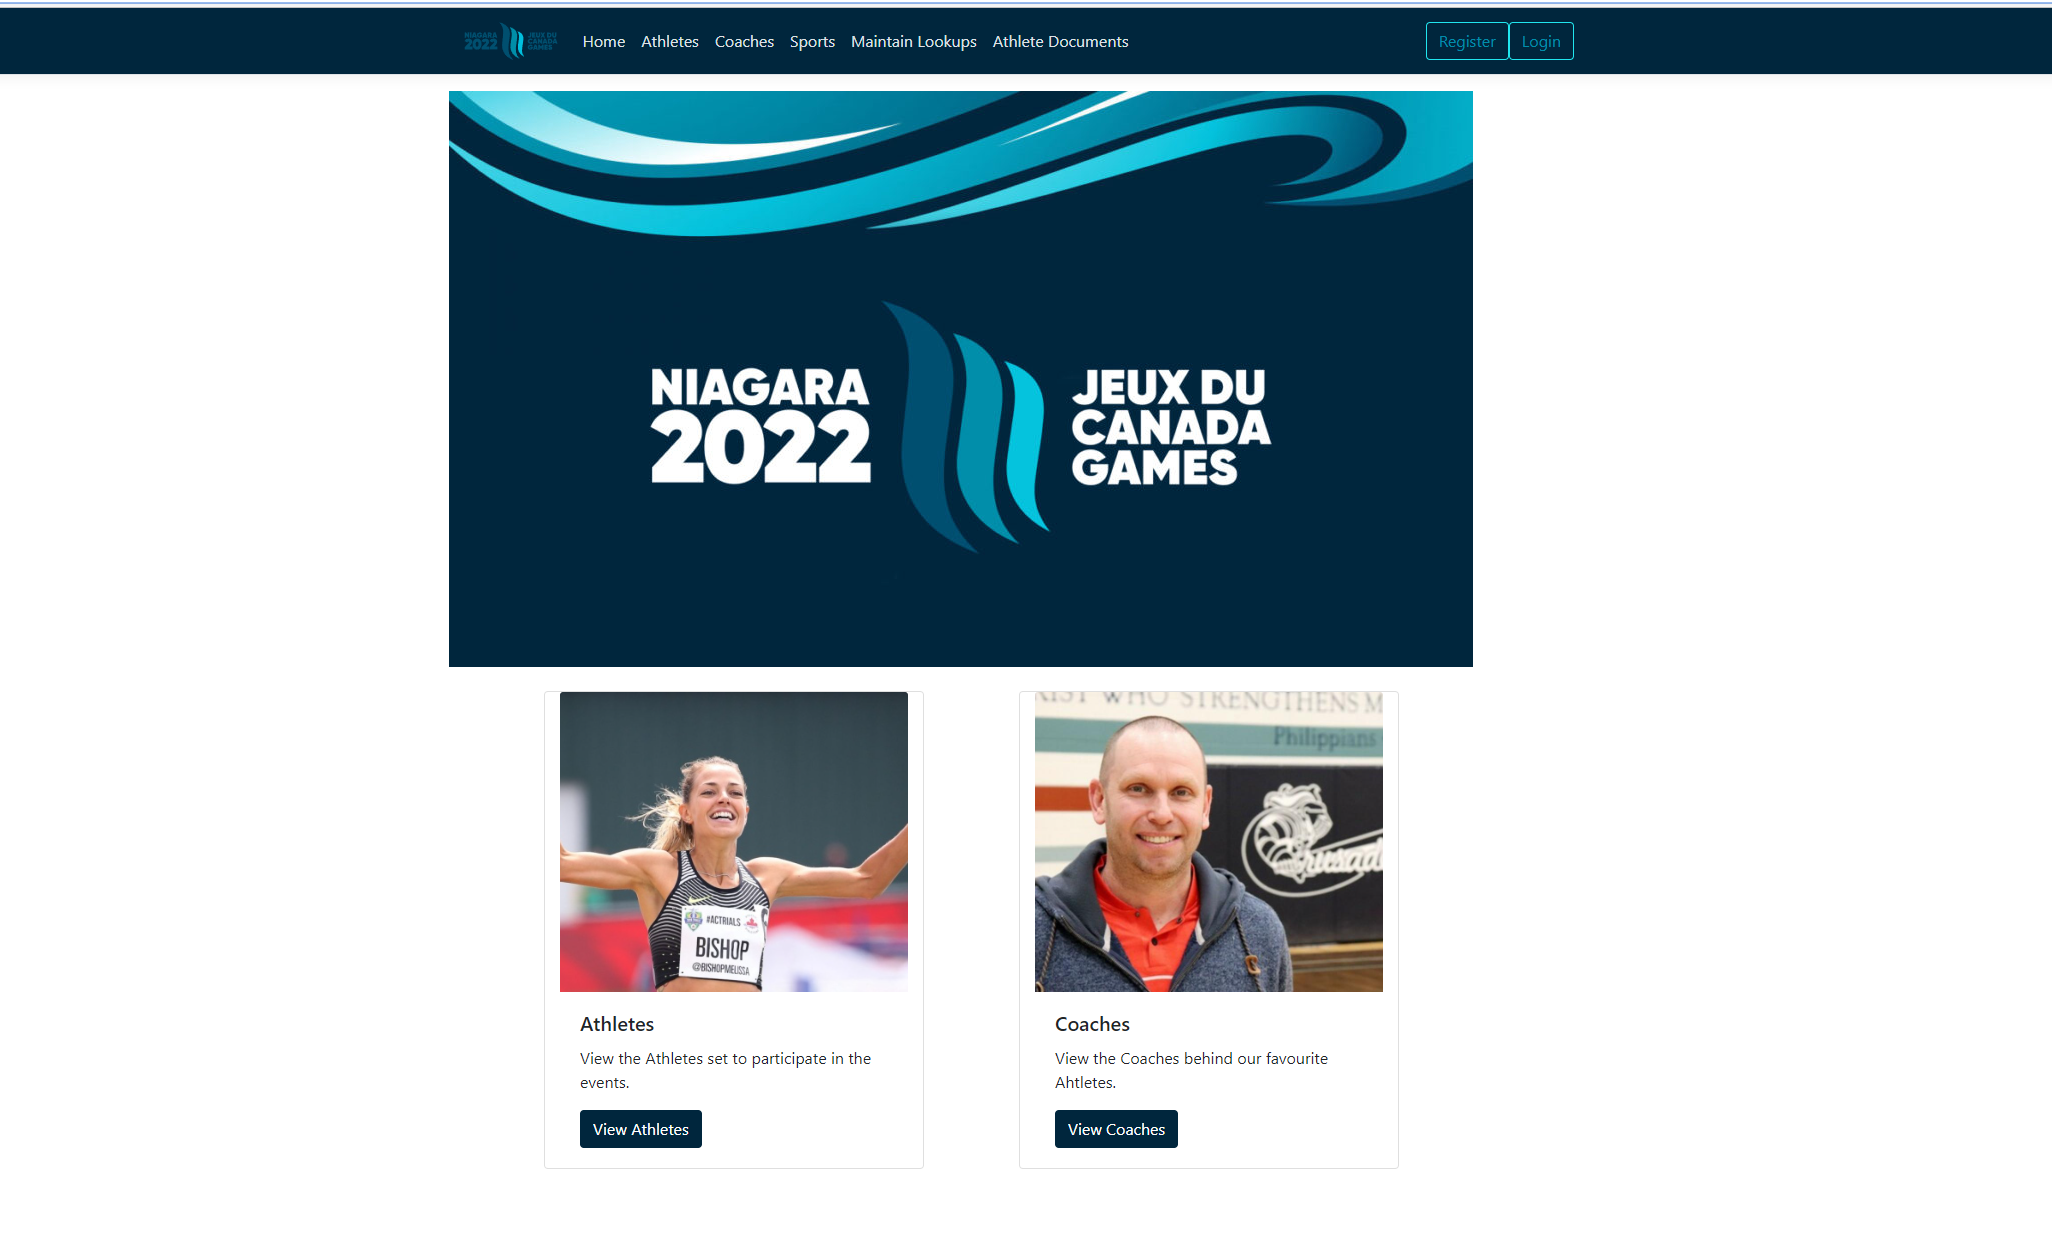 NIAGARA
2022
JEUX DU
CANADA
GAMES
Home Athletes Coaches Sports Maintain Lookups Athlete Documents
Register Login
NIAGARA
2022
JEUX DU
CANADA
GAMES
WHO STRENGTHENS M
Philippians
#ACTRIALS
BISHOP
@BISHOPMELISSA
Athletes
View the Athletes set to participate in the
events.
View Athletes
Coaches
View the Coaches behind our favourite
Ahtletes.
View Coaches